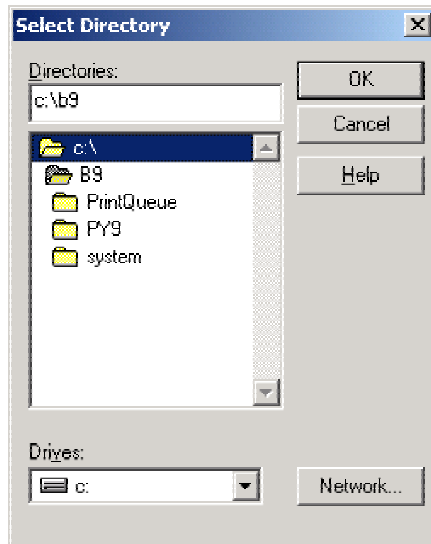 Select Directory
Directories:
c:\b9
OK
Cancel
Help
c:\
B9
PrintQueue
PY9
system
Drives:
c:
Network...